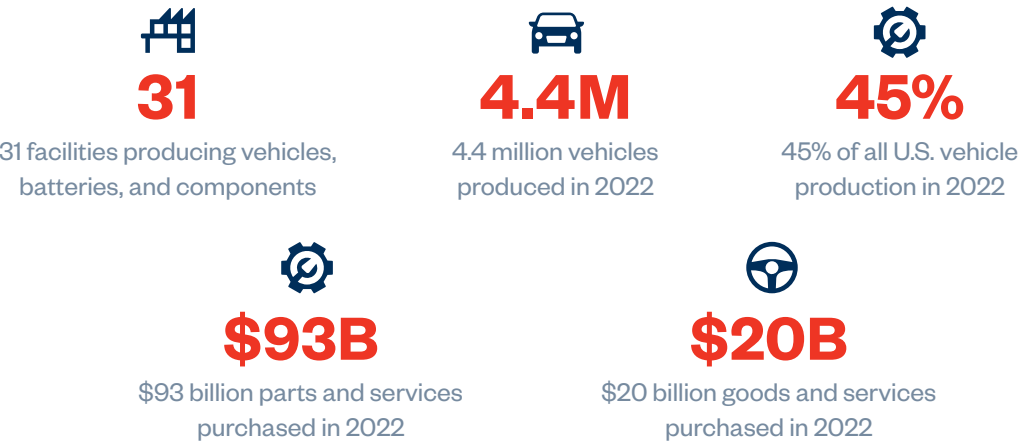 31
31 facilities producing vehicles,
batteries, and components
4.4M
4.4 million vehicles
produced in 2022
45%
45% of all U.S. vehicle
production in 2022
$93B
$93 billion parts and services
purchased in 2022
$20B
$20 billion goods and services
purchased in 2022